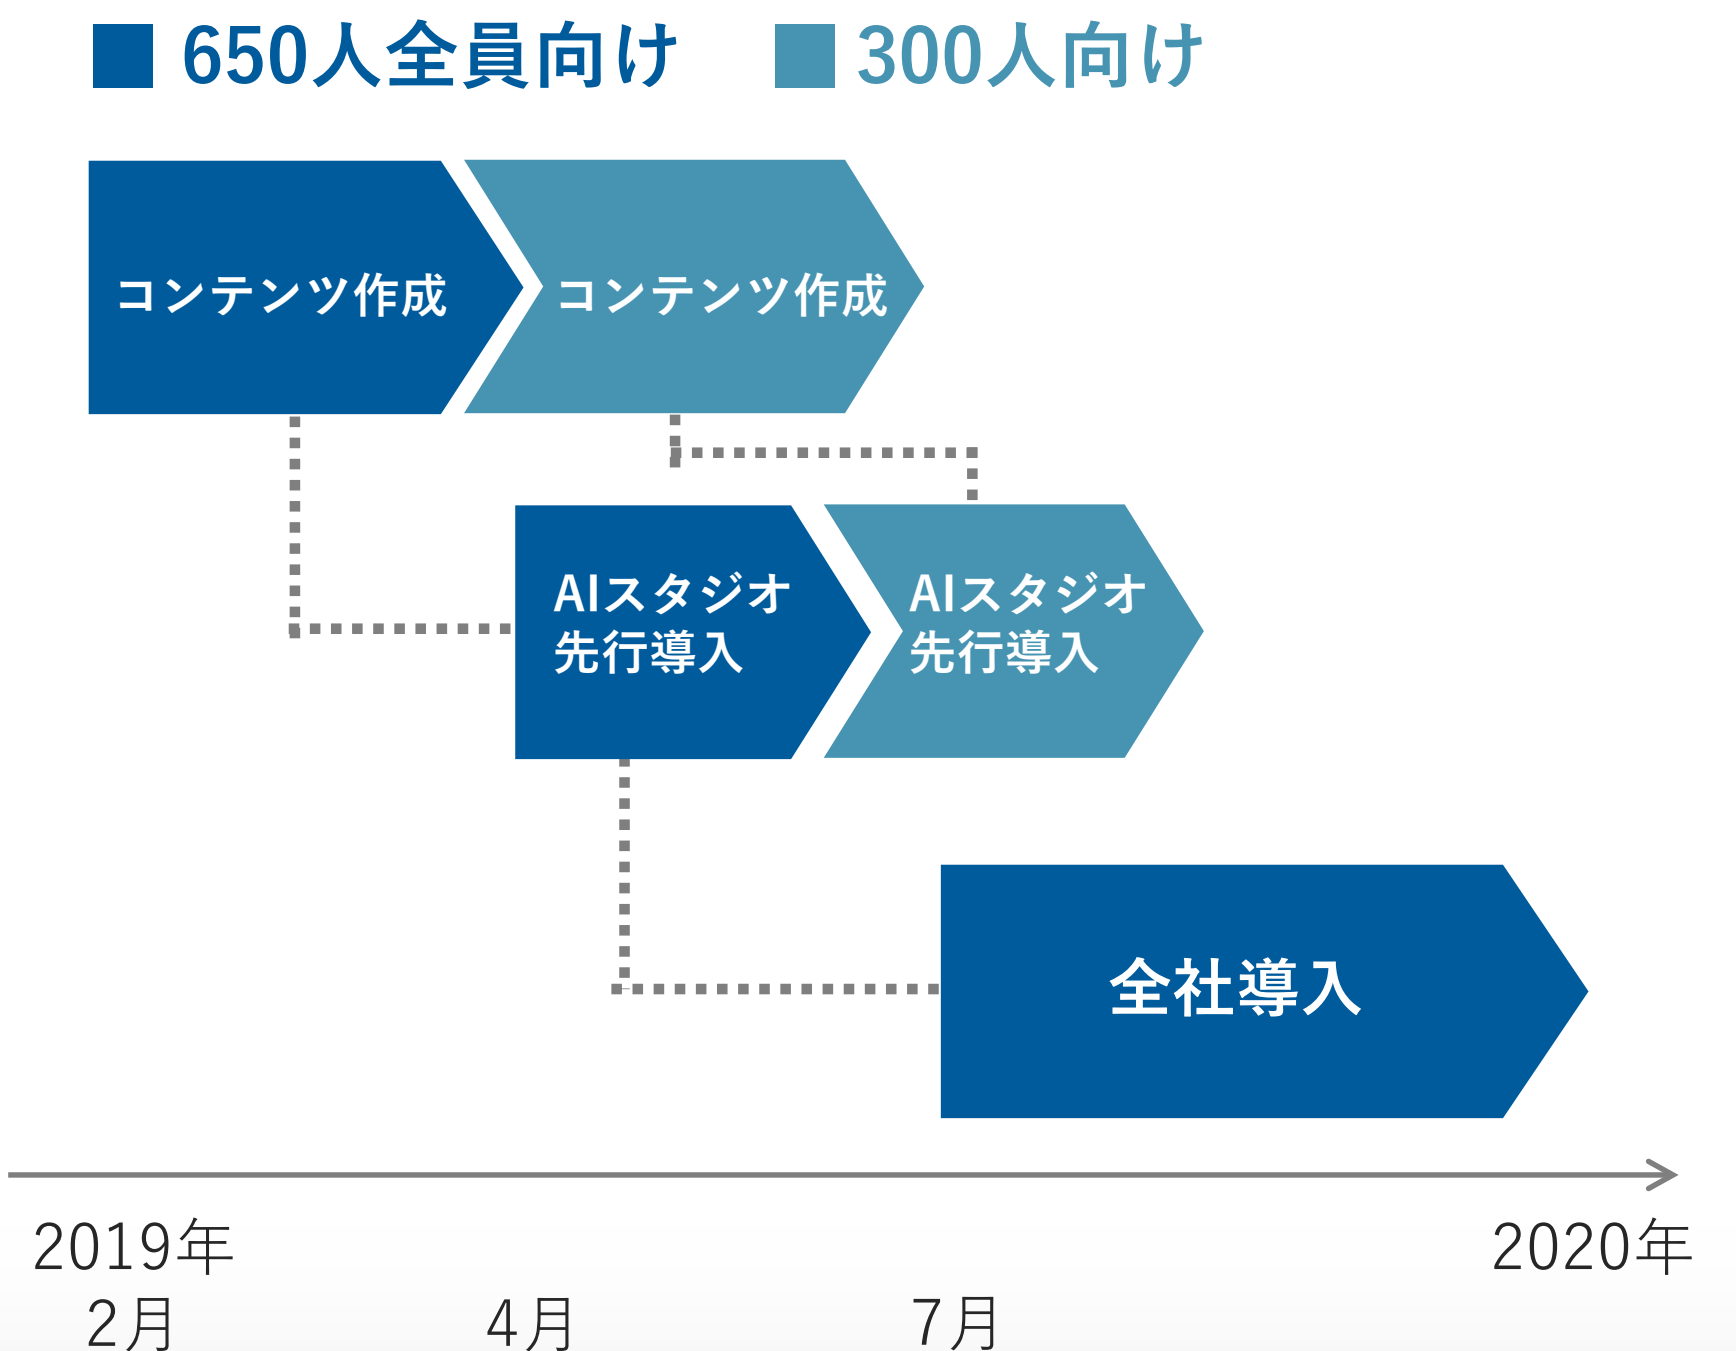 650人全員向け
300人向け
コンテンツ作成
コンテンツ作成
AIスタジオ
先行導入
AIスタジオ
先行導入
全社導入
2019年
2020年
2月
4月
7月